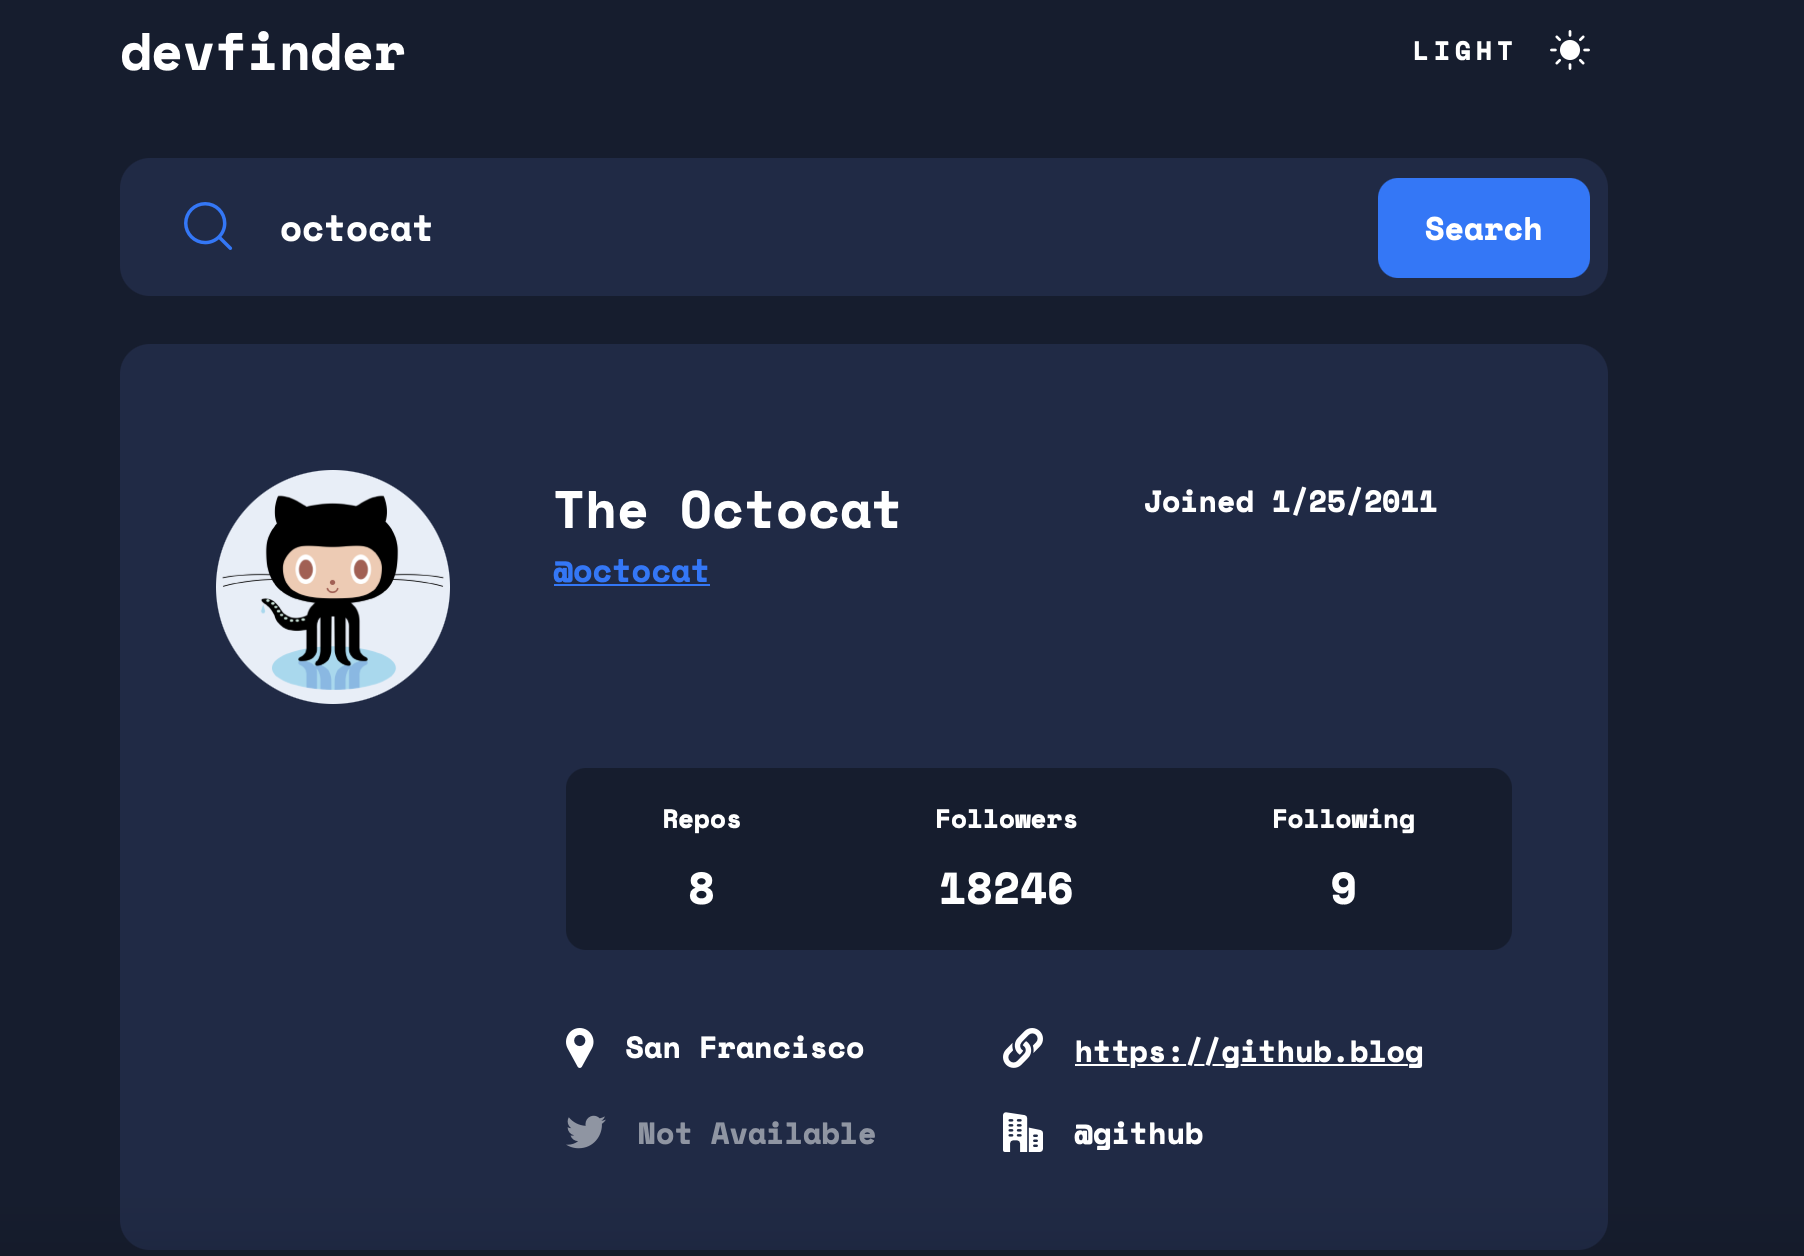 devfinder
LIGHT
octocat
Search
The Octocat
Joined 1/25/2011
@octocat
Repos Followers Following
8 18246 9
San Francisco
https://github.blog
Not Available
@github